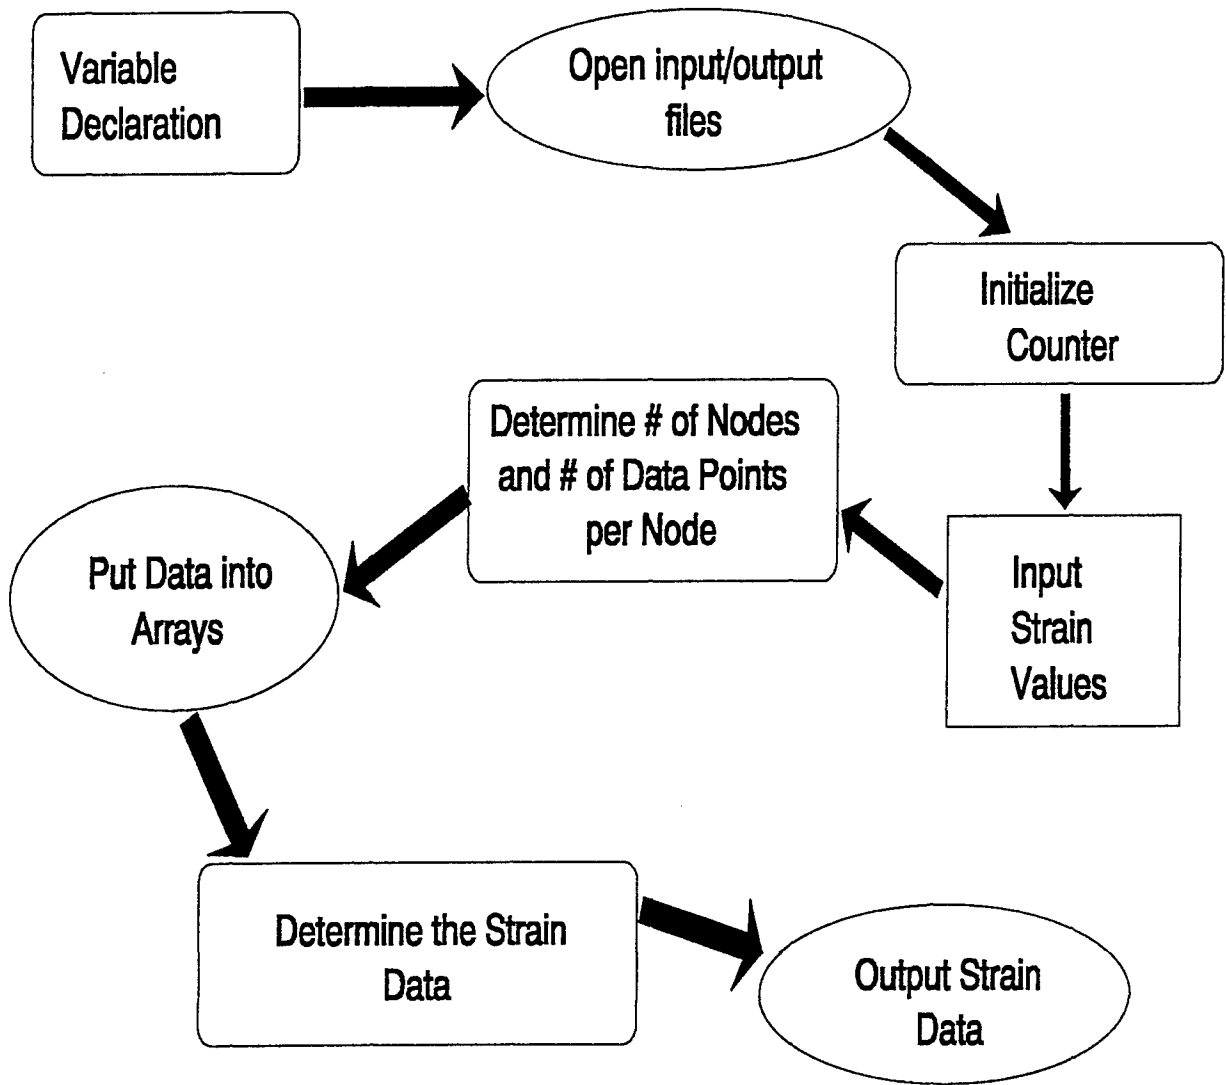 Variable
Declaration
Open input/output
files
Initialize
Counter
Input
Strain
Values
Determine # of Nodes
and # of Data Points
per Node
Put Data into
Arrays
Determine the Strain
Data
Output Strain
Data